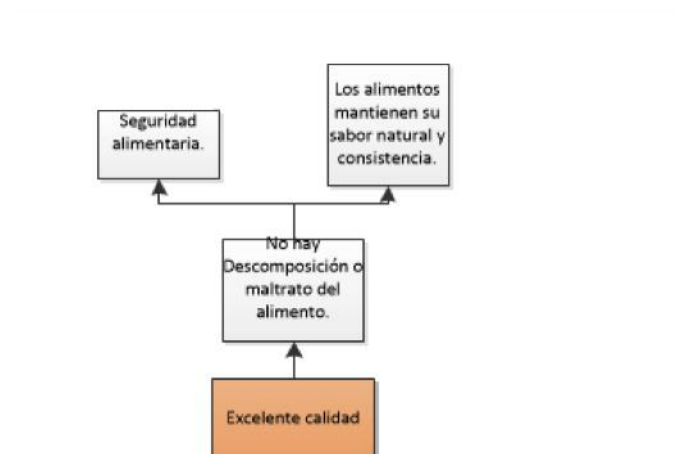 Seguridad
alimentaria.
Los alimentos
mantienen su
sabor natural y
consistencia.
No hay
Descomposición o
maltrato del
alimento.
Excelente calidad